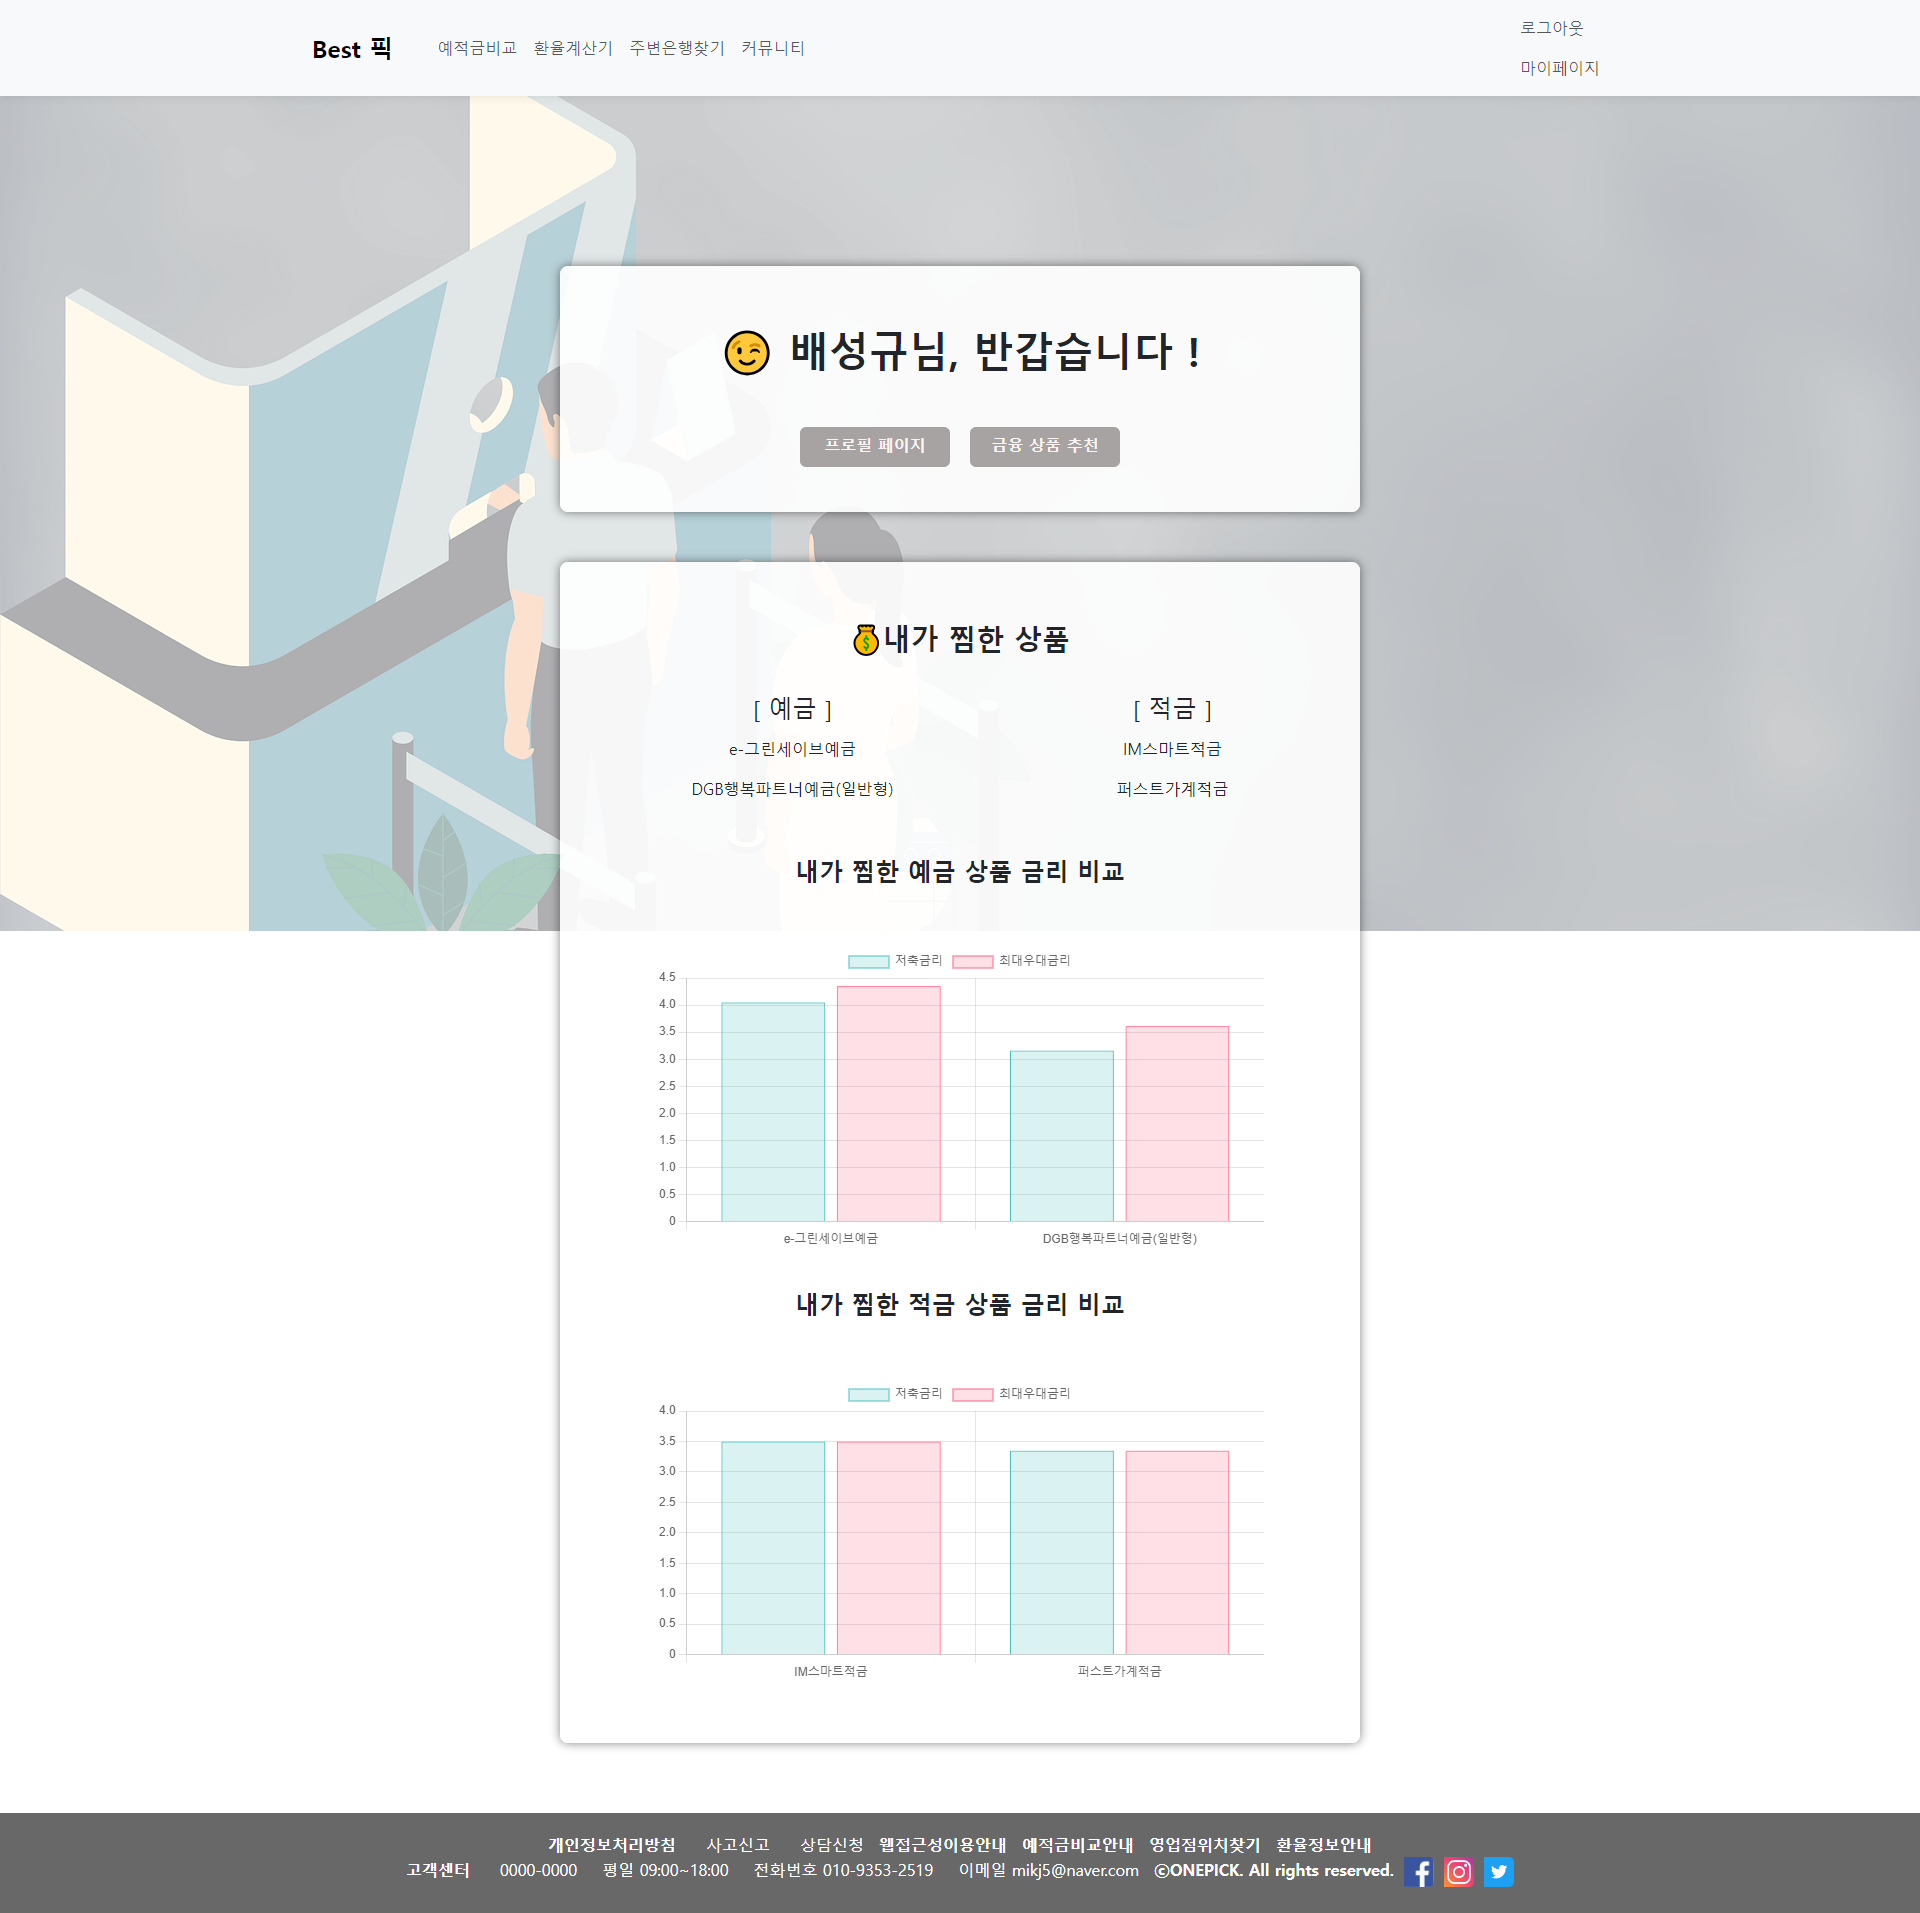 Best 픽
예적금비교 환율계산기 주변은행찾기 커뮤니티
로그아웃
마이페이지
배성규님, 반갑습니다 !
프로필 페이지 금융 상품 추천
내가 찜한 상품
[ 예금 ] [ 적금 ]
e-그린세이브예금 IM스마트적금
DGB행복파트너예금(일반형) 퍼스트가계적금
내가 찜한 예금 상품 금리 비교
저축금리 최대우대금리
4.5
4.0
3.5
3.0
2.5
2.0
1.5
1.0
0.5
0
e-그린세이브예금 DGB행복파트너예금(일반형)
내가 찜한 적금 상품 금리 비교
저축금리 최대우대금리
4.0
3.5
3.0
2.5
2.0
1.5
1.0
0.5
0
IM스마트적금 퍼스트가계적금
개인정보처리방침 사고신고 상담신청 웹접근성이용안내 예적금비교안내 영업점위치찾기 환율정보안내
고객센터 0000-0000 평일 09:00~18:00 전화번호 010-9353-2519 이메일 mikj5@naver.com ⓒONEPICK. All rights reserved.